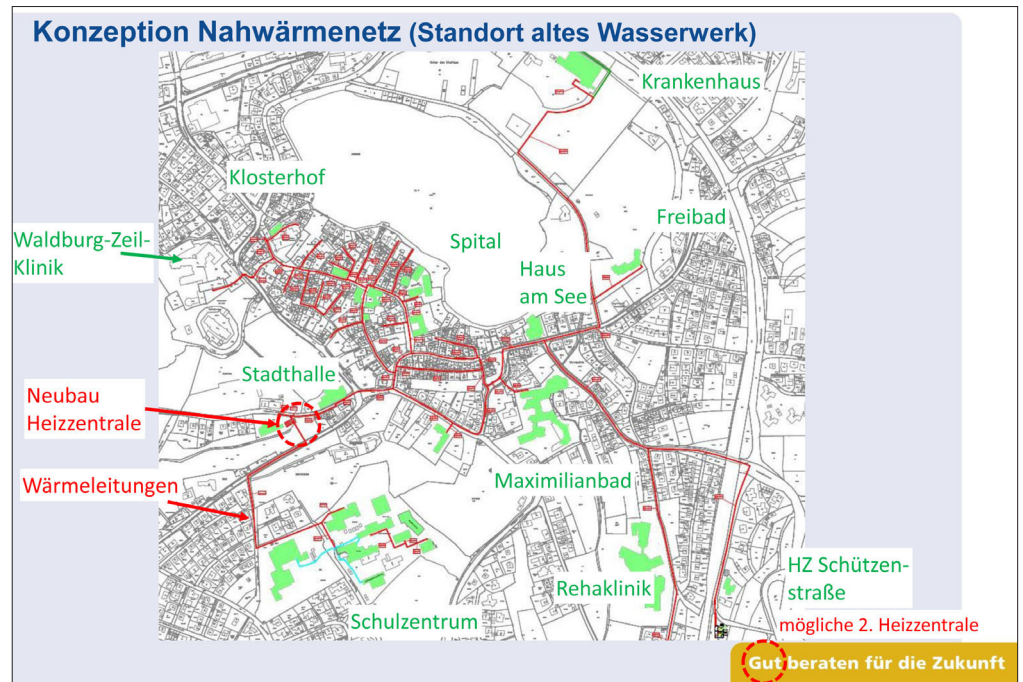 Konzeption Nahwärmenetz (Standort altes Wasserwerk)
Krankenhaus
Klosterhof
Freibad
Waldburg-Zeil-
Klinik
Spital
Haus
am See
Stadthalle
Neubau
Heizzentrale
Wärmeleitungen
Maximilianbad
Rehaklinik
HZ Schützen-
straße
Schulzentrum
mögliche 2. Heizzentrale
Gut beraten für die Zukunft